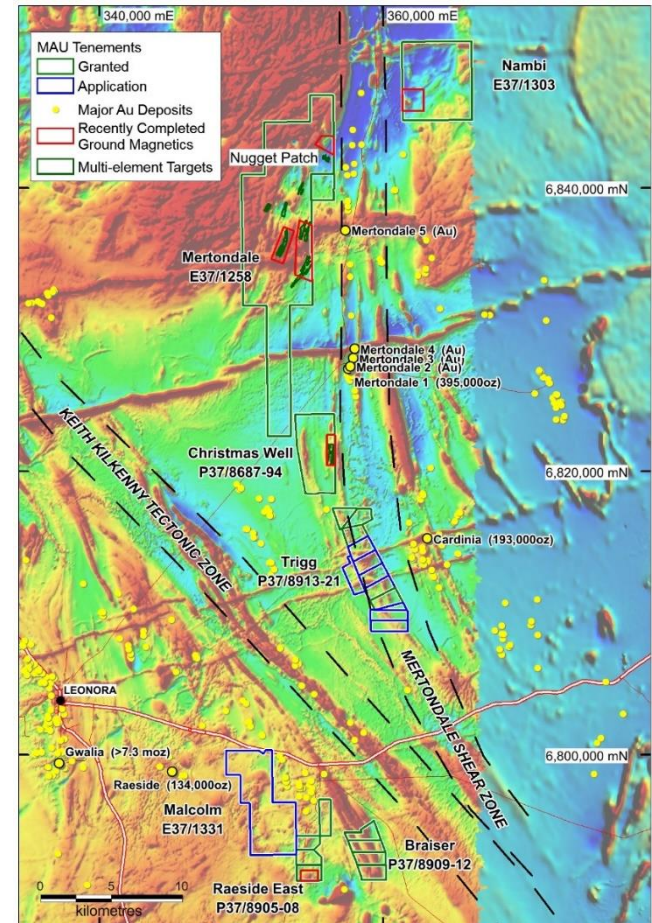 340,000 mE
360,000 mE
MAU Tenements
Granted
Application
Major Au Deposits
Recently Completed
Ground Magnetics
Multi-element Targets
Nambi
E37/1303
Nugget Patch
6,840,000 mN
Mertondale 5 (Au)
Mertondale
E37/1258
Mertondale 4 (Au)
Mertondale 3 (Au)
Mertondale 2 (Au)
Mertondale 1 (395,000oz)
KEITH KILKENNY TECTONIC ZONE
Christmas Well
P37/8687-94
6,820,000 mN
Cardinia (193,000oz)
Trigg
P37/8913-21
MERTONDALE SHEAR ZONE
LEONORA
Gwalia (>7.3 moz)
6,800,000 mN
Raeside (134,000oz)
Malcolm
E37/1331
Braiser
P37/8909-12
Raeside East
P37/8905-08
0 5 10
kilometres